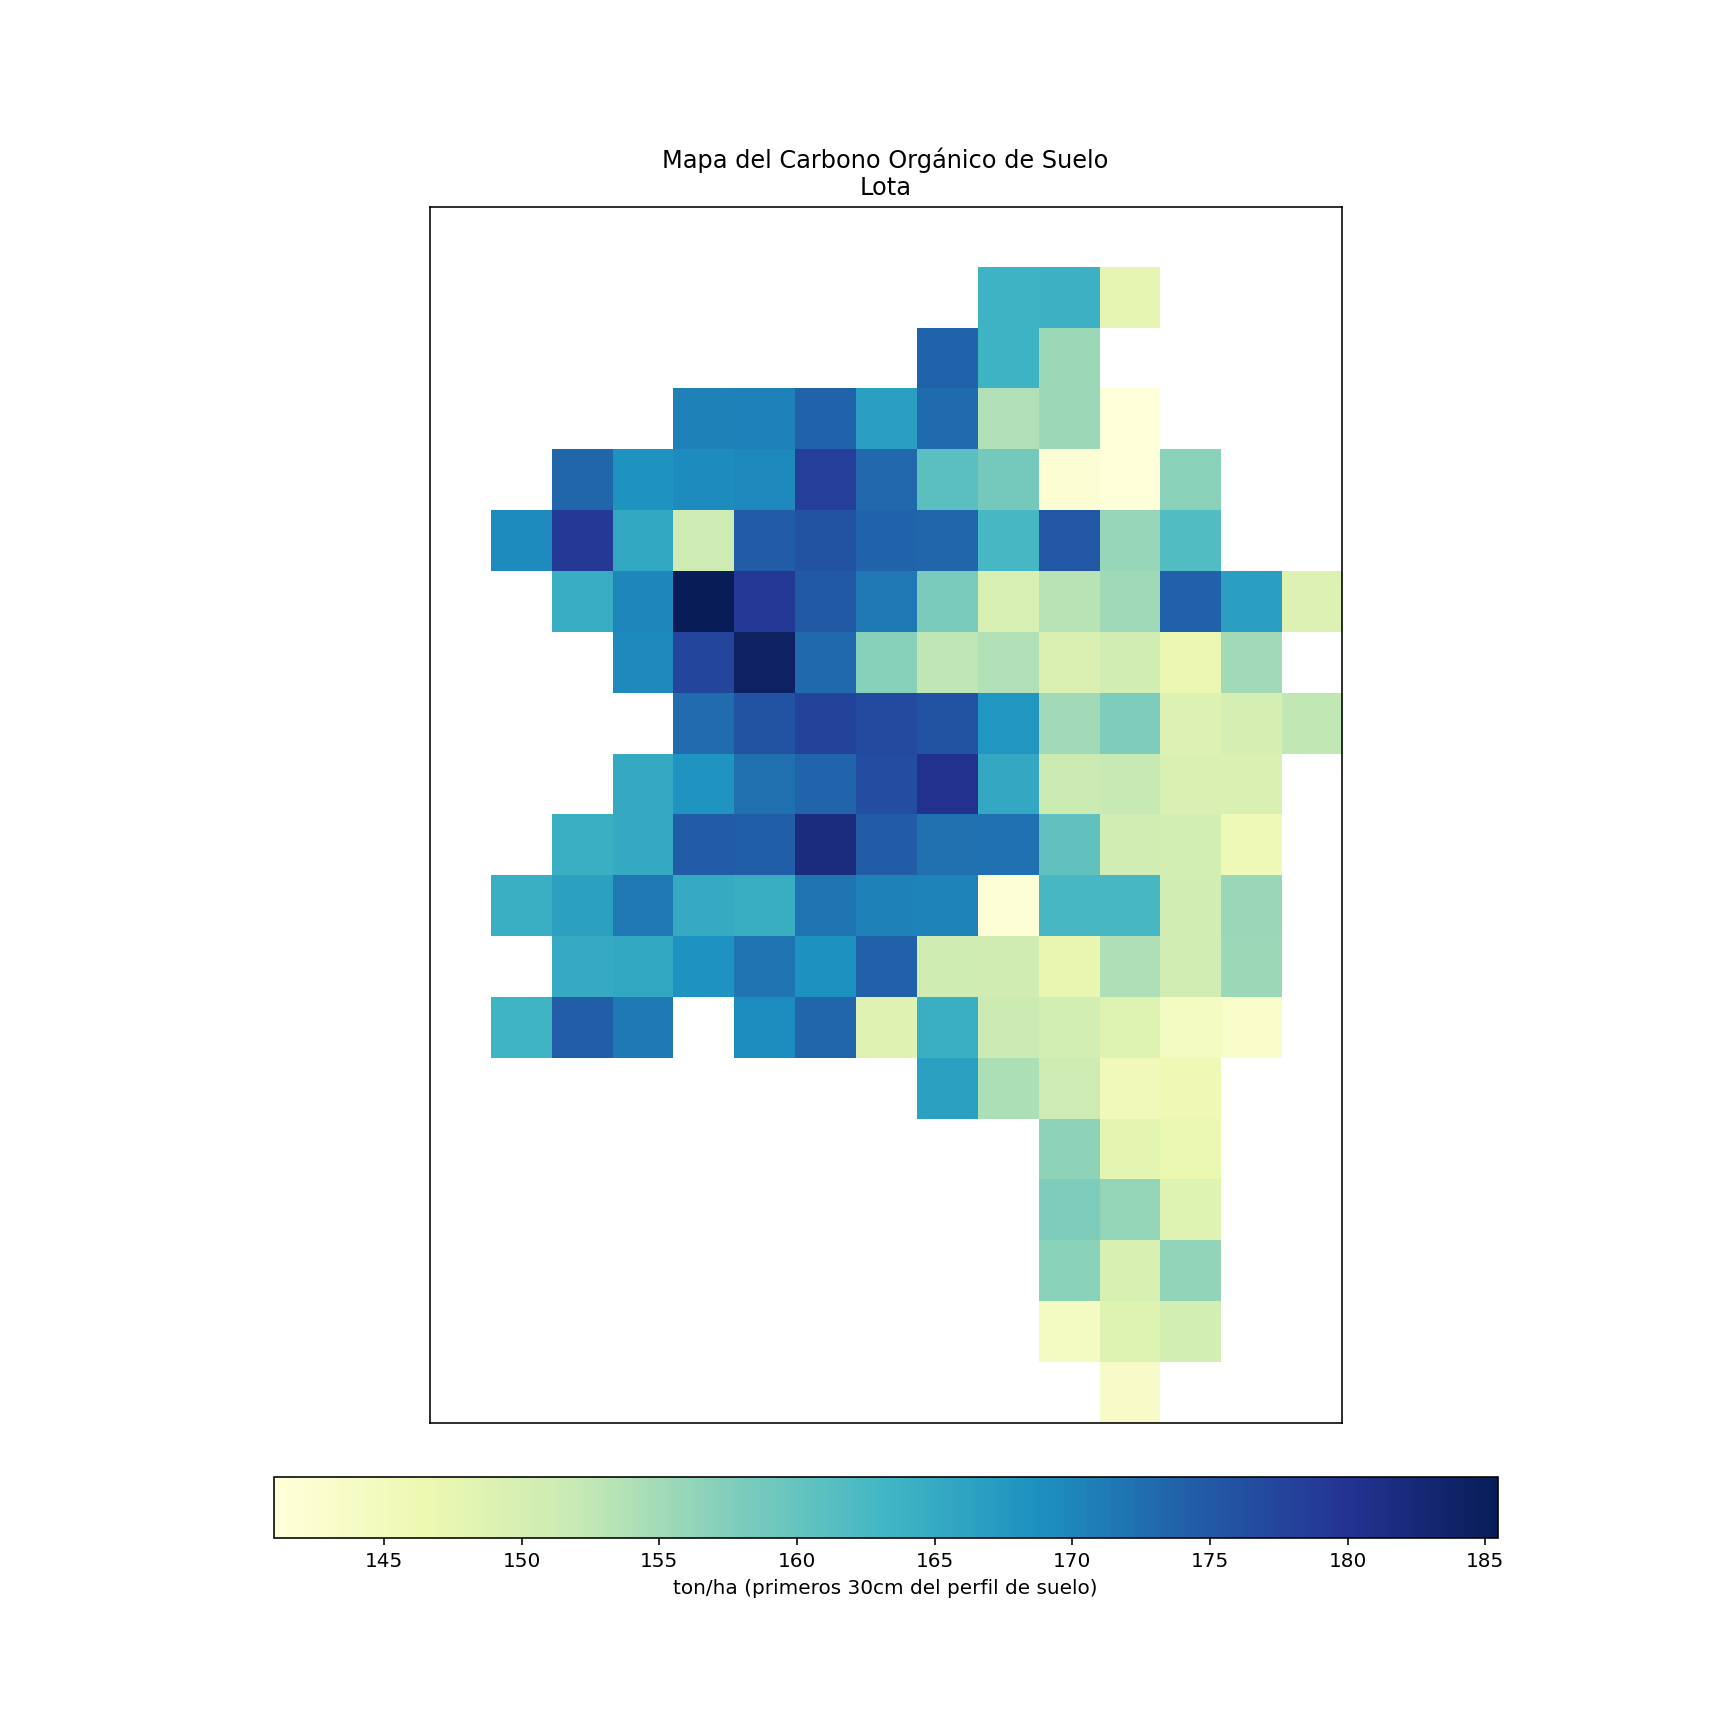 Mapa del Carbono Orgánico de Suelo
Lota
145 150 155 160 165 170 175 180 185
ton/ha (primeros 30cm del perfil de suelo)